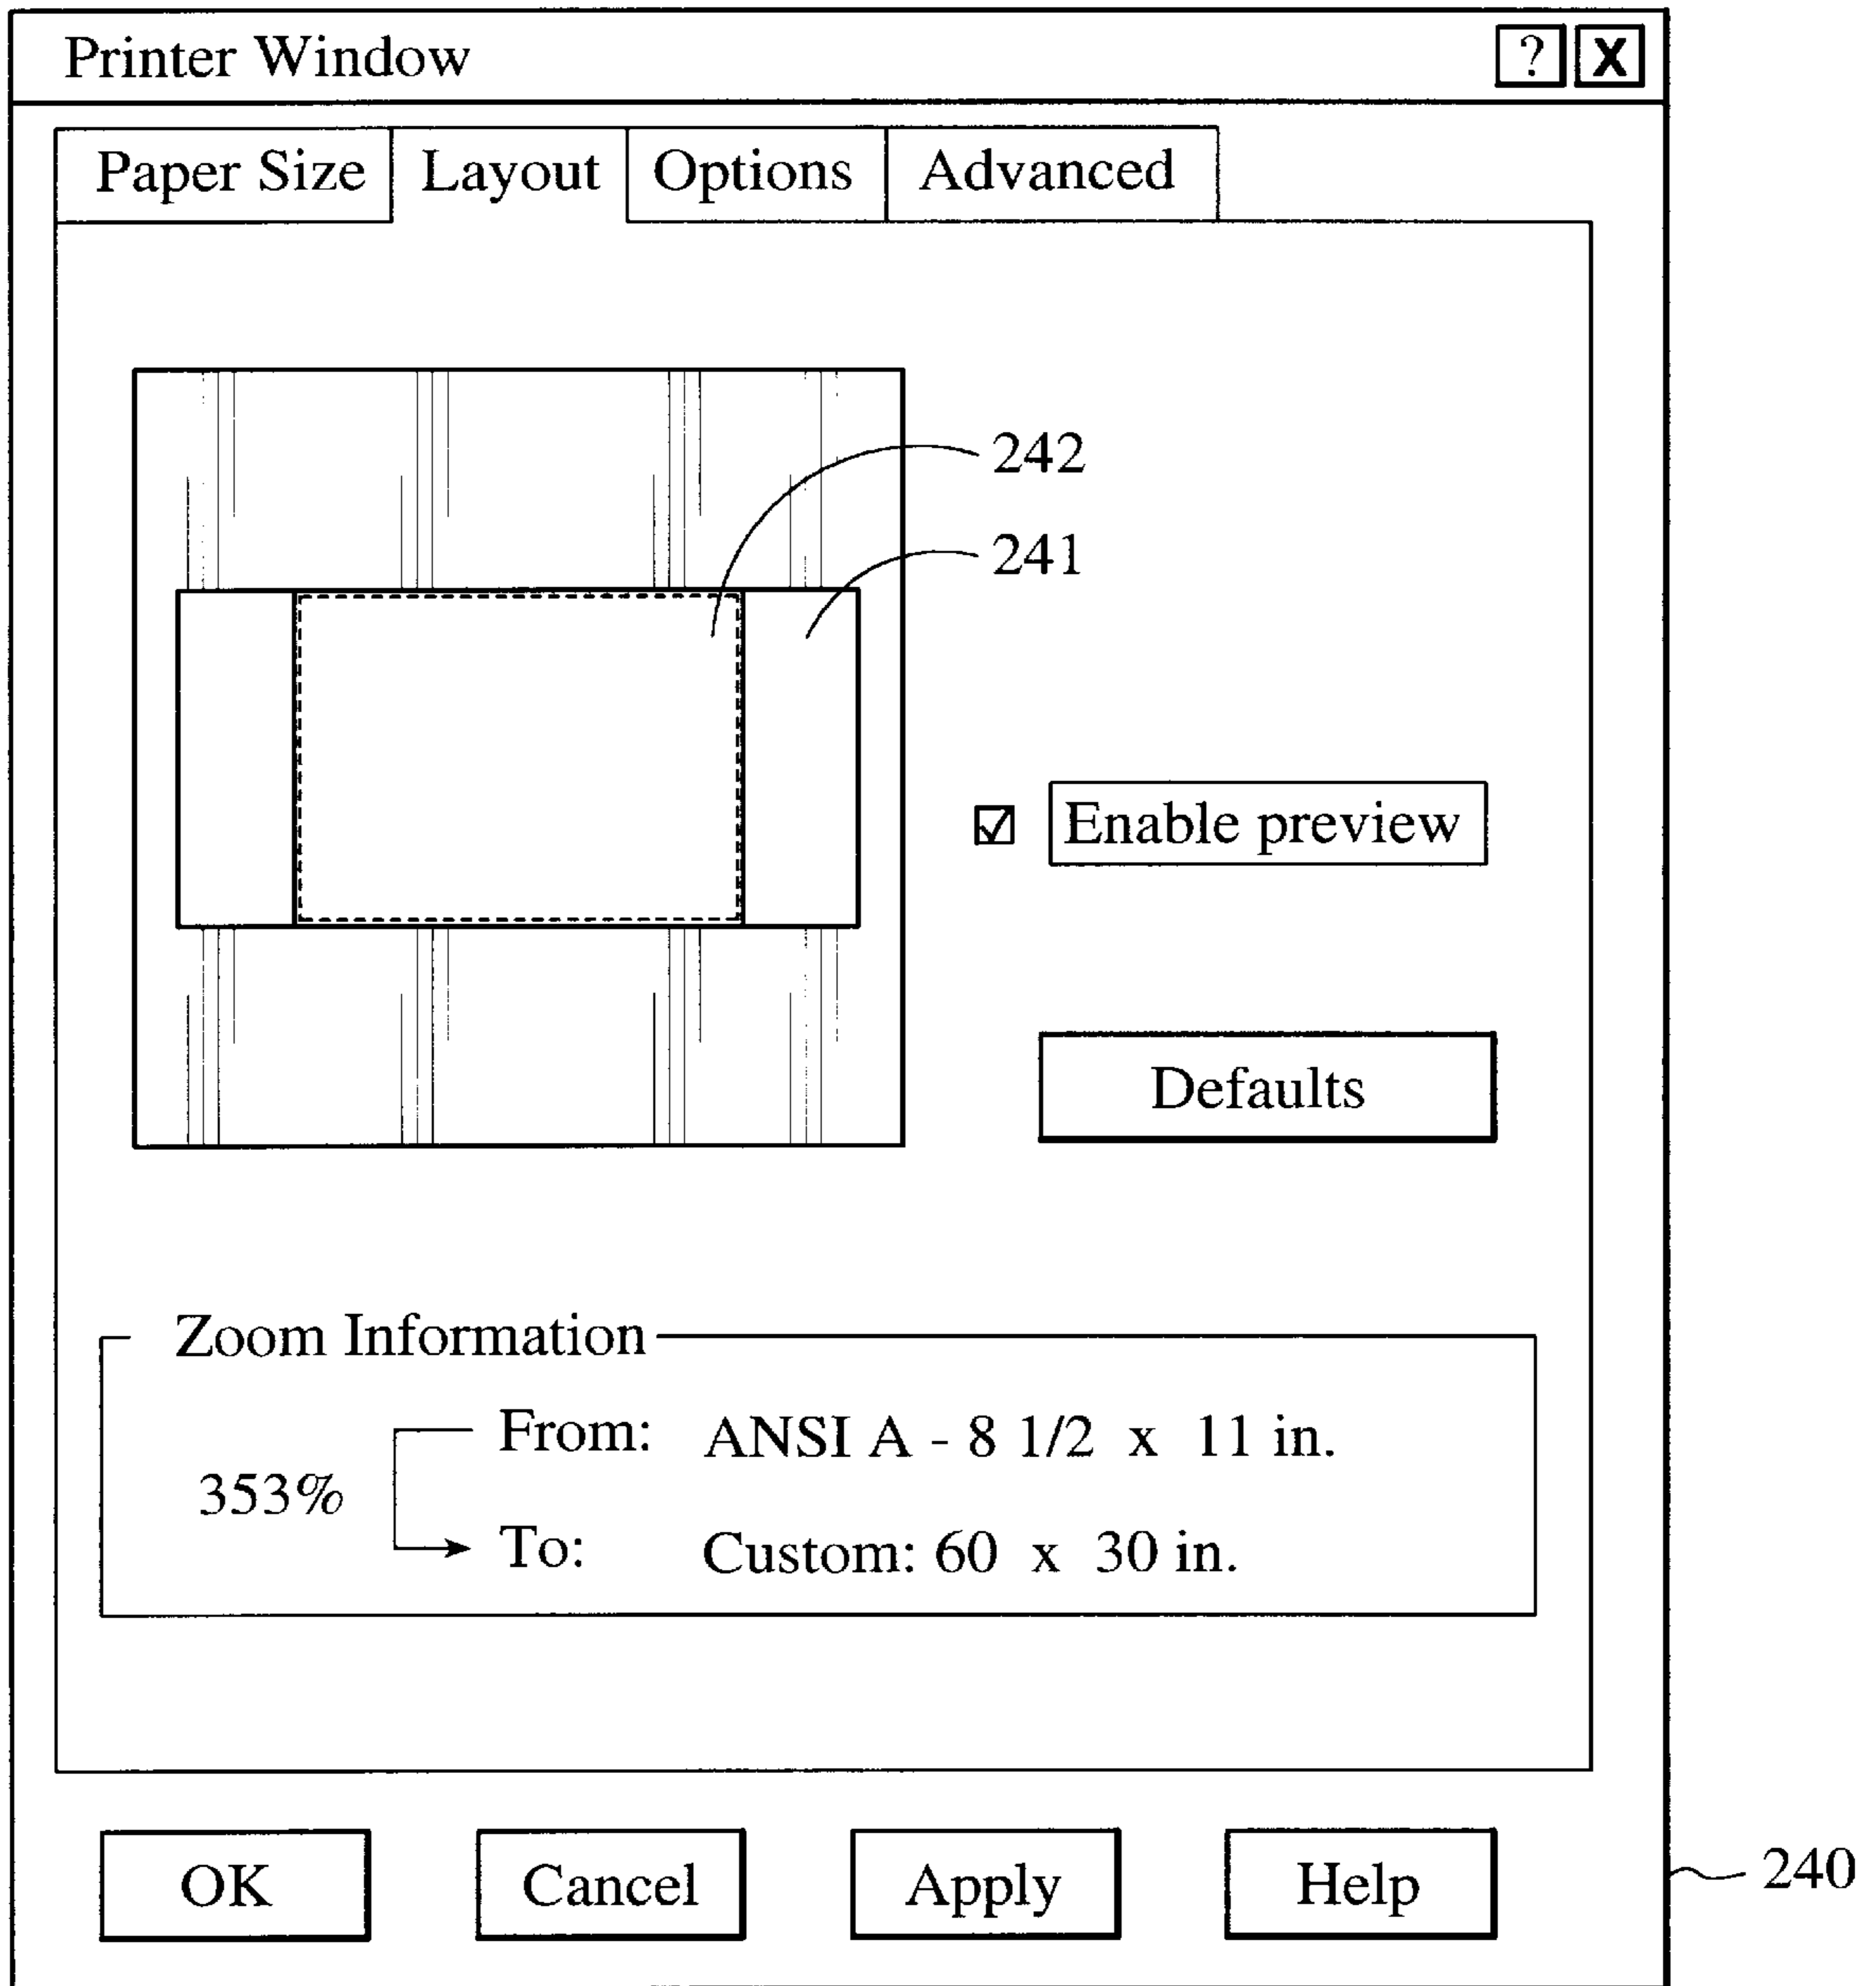 Printer Window ? X
Paper Size Layout Options Advanced
242
241
Enable preview
Defaults
Zoom Information
From: ANSI A - 8 1/2 x 11 in.
353%
To: Custom: 60 x 30 in.
OK Cancel Apply Help
240